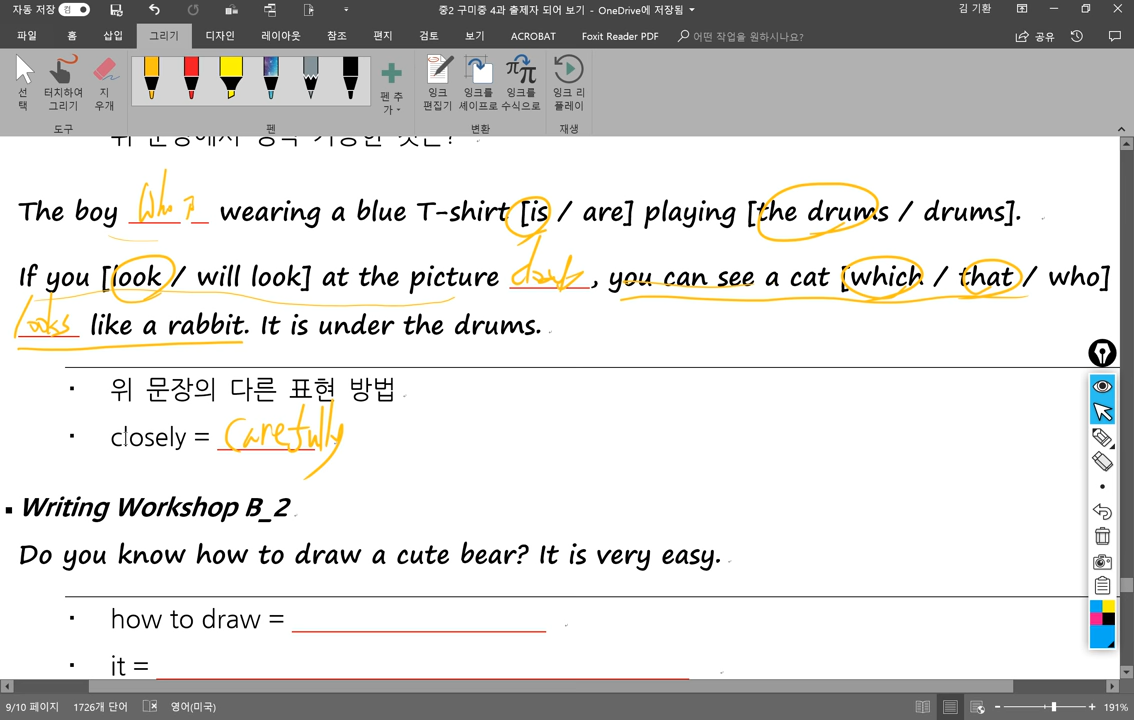 자동 저장 컴 중2 구미중 4과 출제자 되어 보기 - OneDrive에 저장됨 김 기환
파일 홈 삽입 그리기 디자인 레이아웃 참조 편지 검토 보기 ACROBAT Foxit Reader PDF 어떤 작업을 원하시나요? 공유
선택 터치하여 그리기 지우개 펜 추가 잉크 편집기 잉크를 셰이프로 잉크를 수식으로 잉크 리플레이
도구 펜 변환 재생
The boy who is wearing a blue T-shirt [is / are] playing [the drums / drums].
If you [look / will look] at the picture , you can see a cat [which / that / who]
looks like a rabbit. It is under the drums.
· 위 문장의 다른 표현 방법
· closely = carefully
▪ Writing Workshop B_2
Do you know how to draw a cute bear? It is very easy.
· how to draw =
· it =
9/10 페이지 1726개 단어 영어(미국) 191%